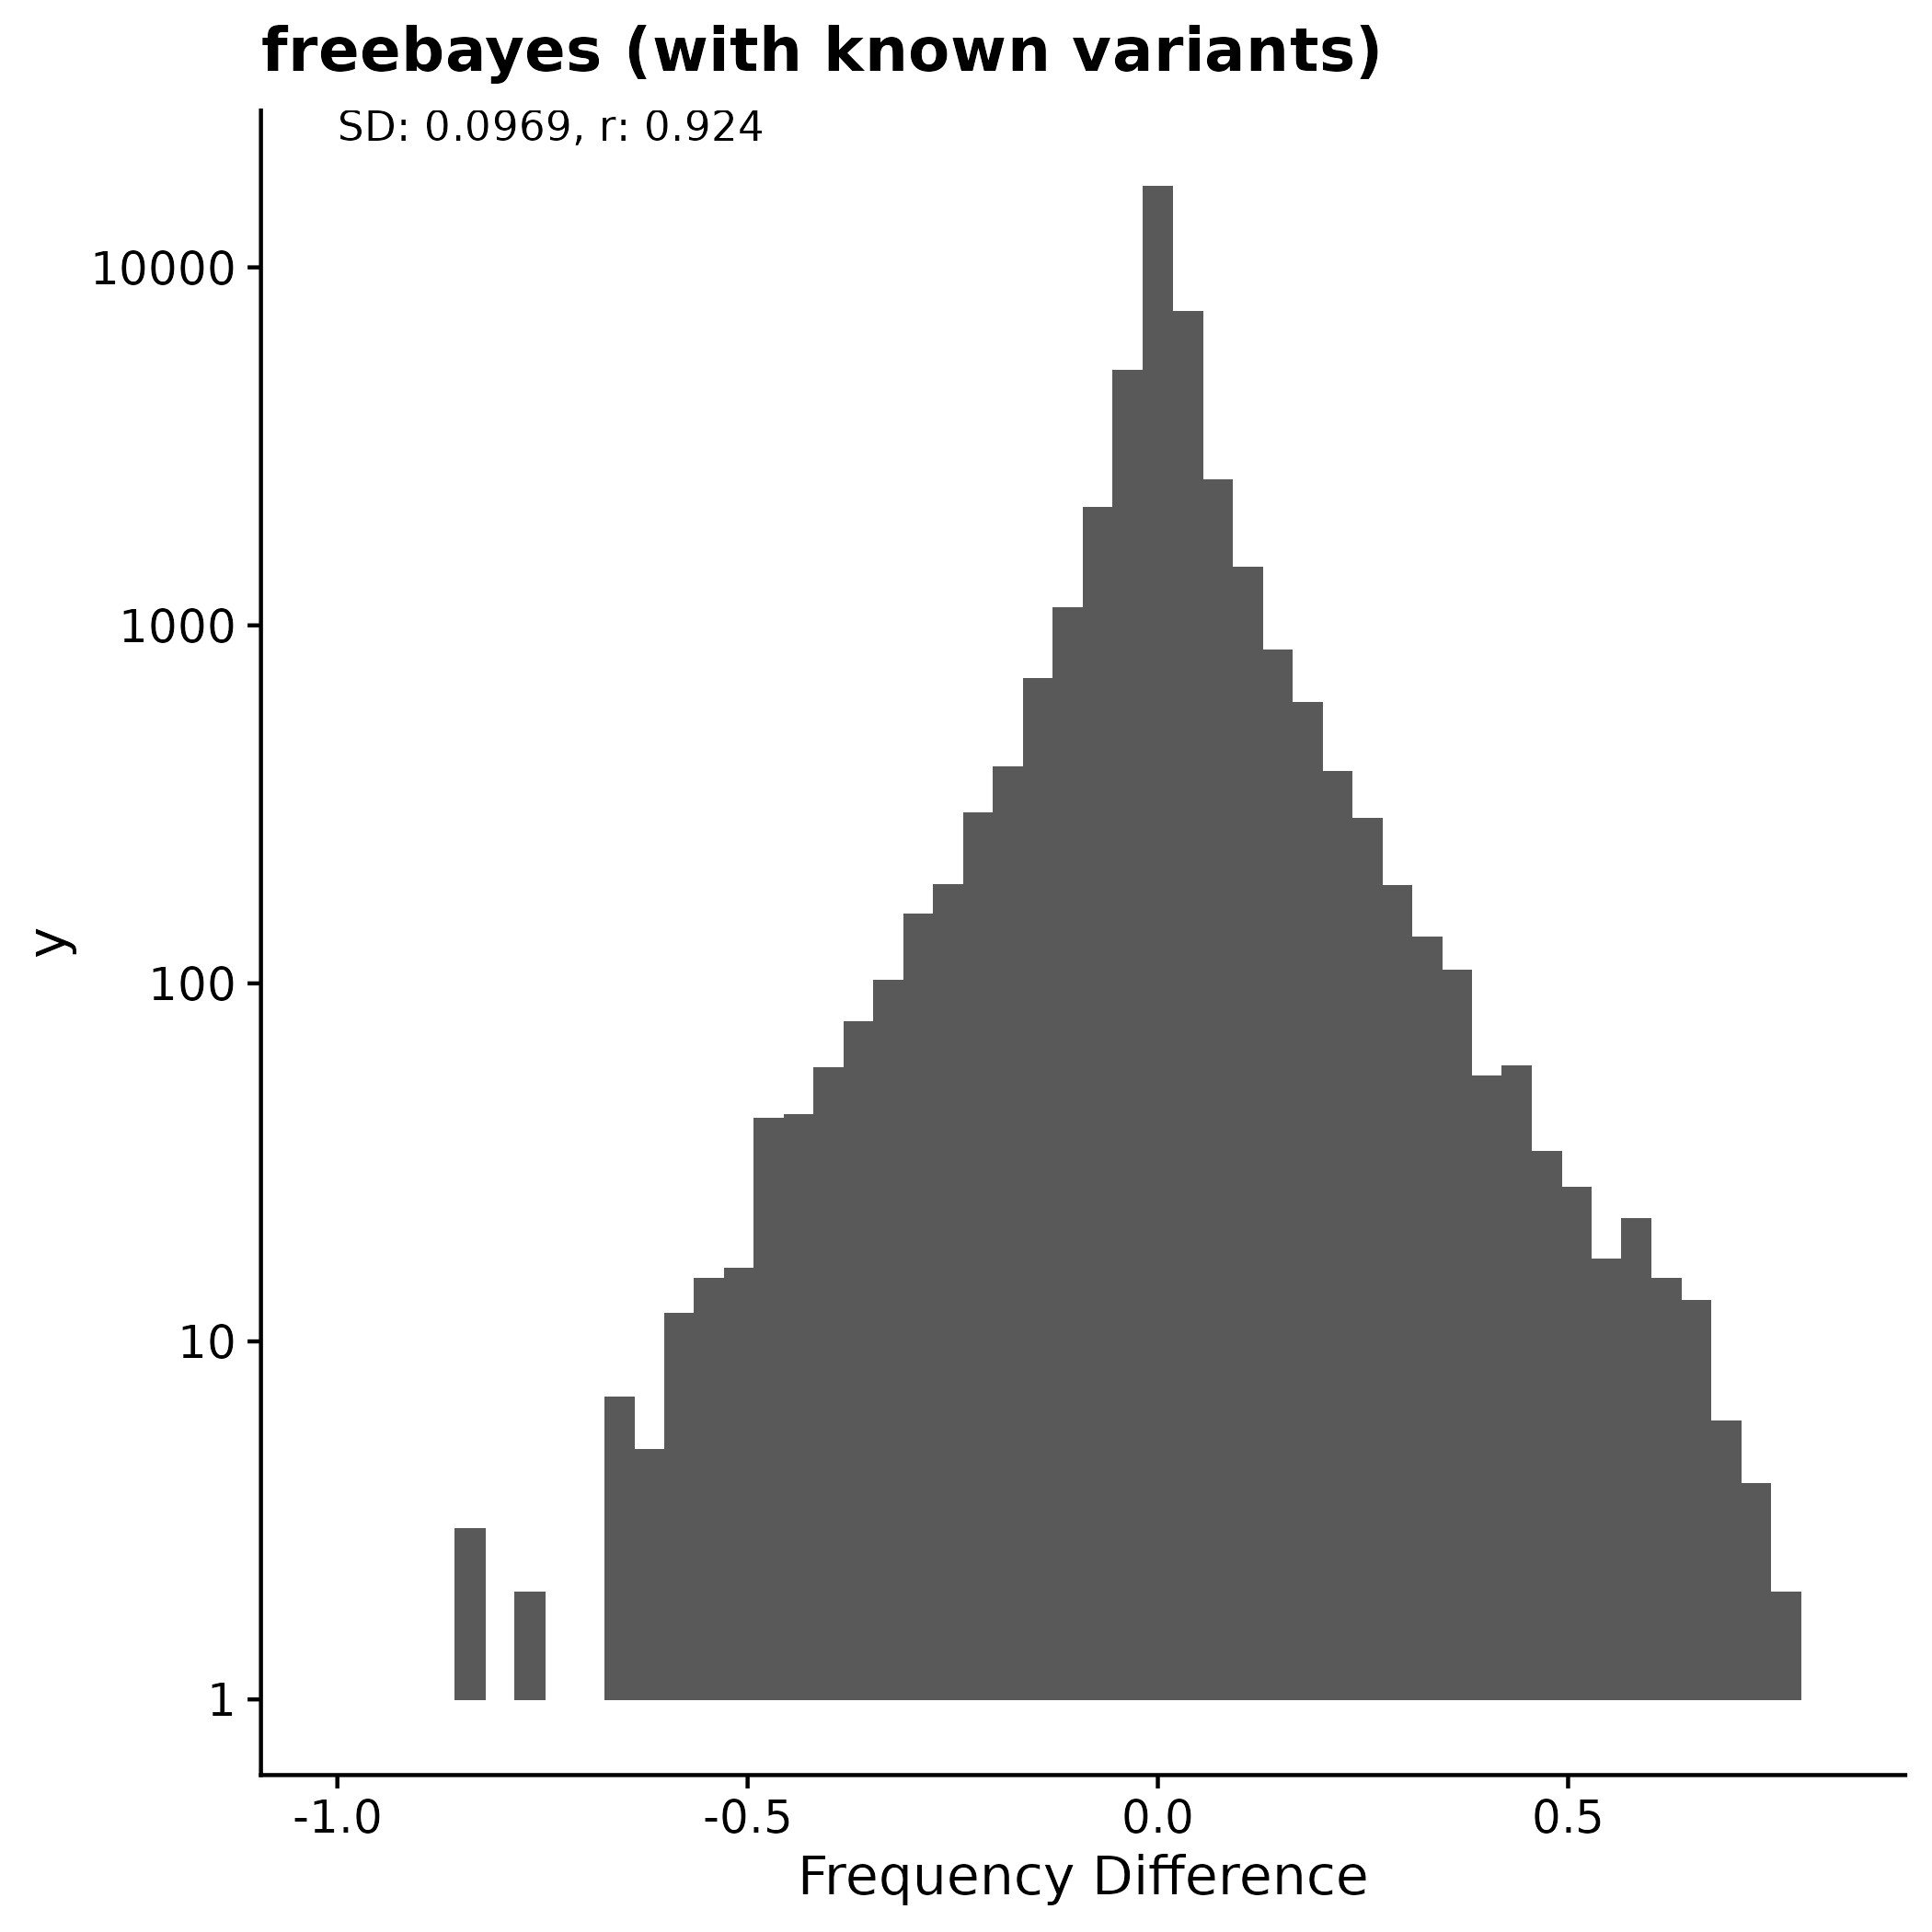 freebayes (with known variants)
SD: 0.0969, r: 0.924
10000
1000
100
10
1
y
-1.0 -0.5 0.0 0.5
Frequency Difference